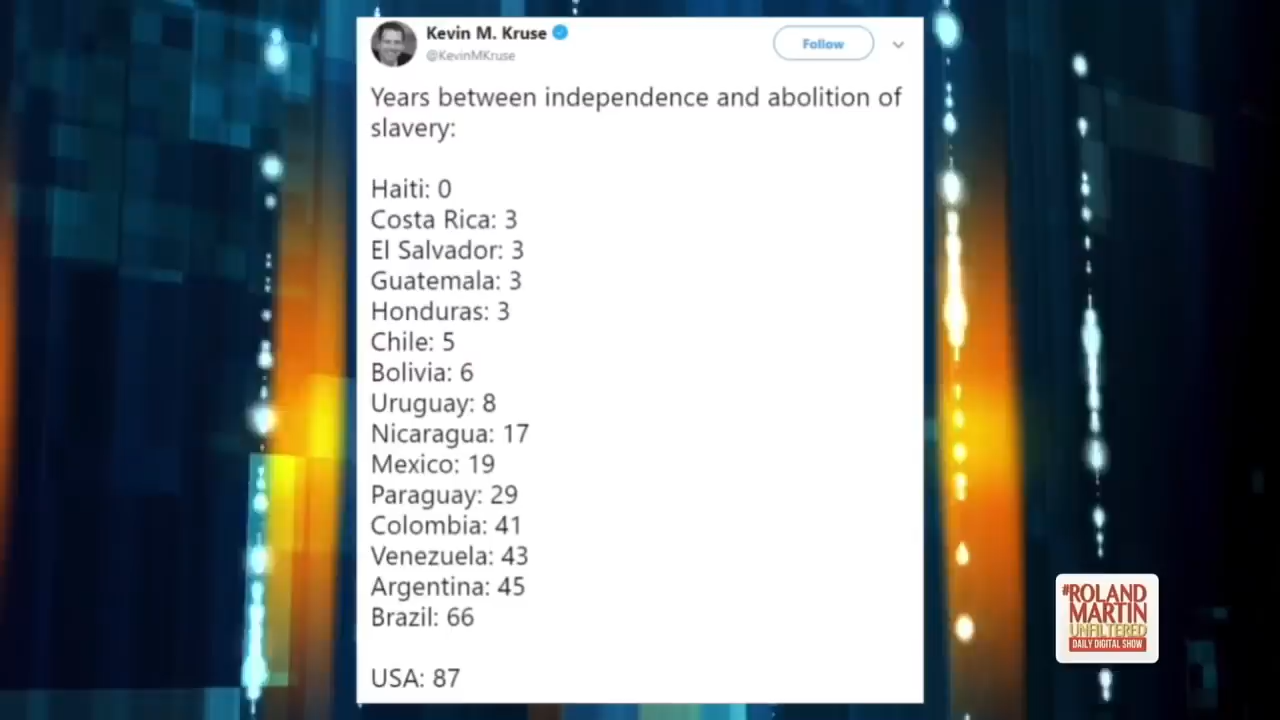 Kevin M. Kruse
@KevinMKruse
Follow
Years between independence and abolition of
slavery:
Haiti: 0
Costa Rica: 3
El Salvador: 3
Guatemala: 3
Honduras: 3
Chile: 5
Bolivia: 6
Uruguay: 8
Nicaragua: 17
Mexico: 19
Paraguay: 29
Colombia: 41
Venezuela: 43
Argentina: 45
Brazil: 66
USA: 87
#ROLAND
MARTIN
UNFILTERED
DAILY DIGITAL SHOW